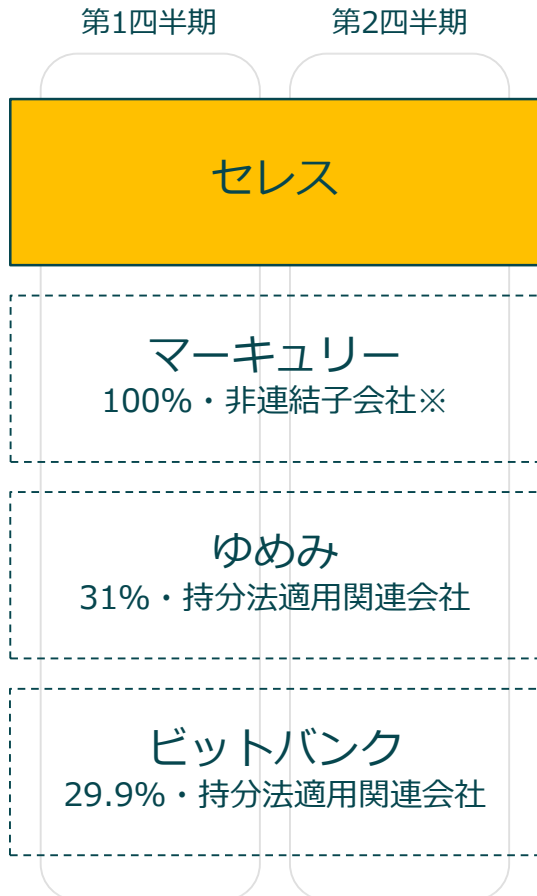 第1四半期 第2四半期
セレス
マーキュリー
100%・非連結子会社※
ゆめみ
31%・持分法適用関連会社
ビットバンク
29.9%・持分法適用関連会社